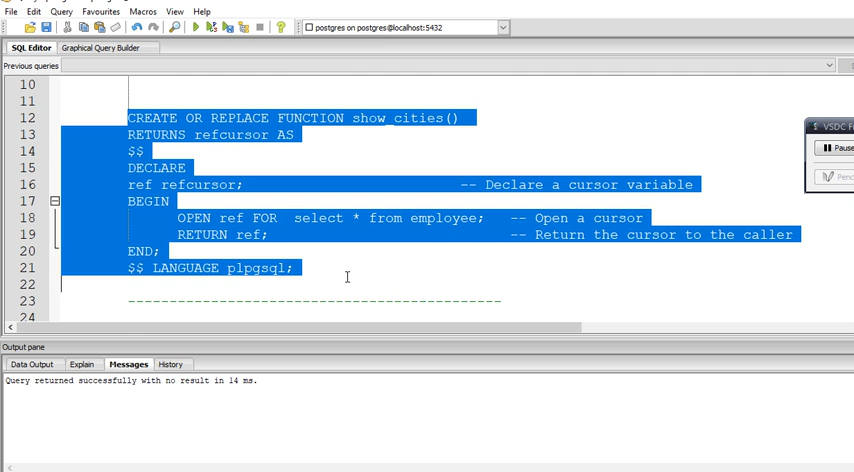 File Edit Query Favourites Macros View Help
postgres on postgres@localhost:5432
SQL Editor Graphical Query Builder
Previous queries
10
11
12 CREATE OR REPLACE FUNCTION show_cities()
13 RETURNS refcursor AS
14 $$
15 DECLARE
16 ref refcursor; -- Declare a cursor variable
17 BEGIN
18 OPEN ref FOR select * from employee; -- Open a cursor
19 RETURN ref; -- Return the cursor to the caller
20 END;
21 $$ LANGUAGE plpgsql;
22
23 ---------------------------------------------
24
VSDC
Pause
Output pane
Data Output Explain Messages History
Query returned successfully with no result in 14 ms.